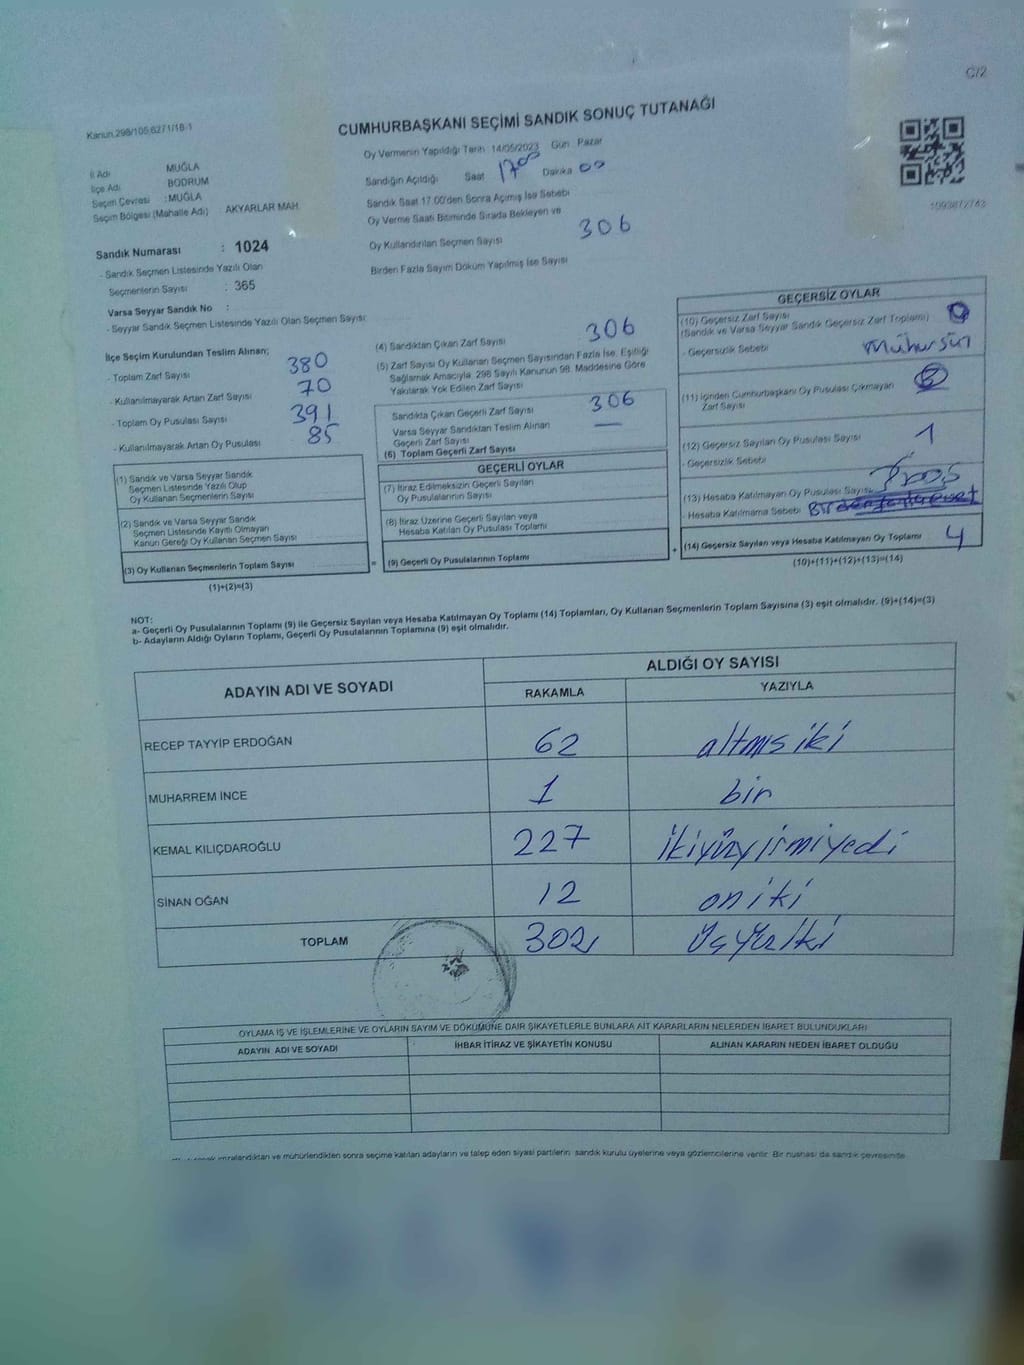 C/2
Kanun.298/105,6271/18-1
CUMHURBAŞKANI SEÇİMİ SANDIK SONUÇ TUTANAĞI
İl Adı MUĞLA
İlçe Adı BODRUM
Seçim Çevresi : MUĞLA
Seçim Bölgesi (Mahalle Adı) AKYARLAR MAH.
Sandık Numarası : 1024
- Sandık Seçmen Listesinde Yazılı Olan
Seçmenlerin Sayısı : 365
Varsa Seyyar Sandık No :
- Seyyar Sandık Seçmen Listesinde Yazılı Olan Seçmen Sayısı:
Oy Vermenin Yapıldığı Tarih 14/05/2023 Gün Pazar
Sandığın Açıldığı Saat 17 00 Dakika 00
Sandık Saat 17.00'den Sonra Açımış İse Sebebi
Oy Verme Saati Bitiminde Sırada Bekleyen ve
Oy Kullandırılan Seçmen Sayısı 306
Birden Fazla Sayım Döküm Yapılmış İse Sayısı
1093872743
İlçe Seçim Kurulundan Teslim Alınan;
- Toplam Zarf Sayısı 380
- Kullanılmayarak Artan Zarf Sayısı 70
- Toplam Oy Pusulası Sayısı 391
- Kullanılmayarak Artan Oy Pusulası 85
(4) Sandıktan Çıkan Zarf Sayısı 306
(5) Zarf Sayısı Oy Kullanan Seçmen Sayısından Fazla İse, Eşitliği
Sağlamak Amacıyla, 298 Sayılı Kanunun 98. Maddesine Göre
Yakılarak Yok Edilen Zarf Sayısı
Sandıkta Çıkan Geçerli Zarf Sayısı 306
Varsa Seyyar Sandıktan Teslim Alınan
Geçerli Zarf Sayısı —
(6) Toplam Geçerli Zarf Sayısı
GEÇERSİZ OYLAR
(10) Geçersiz Zarf Sayısı
(Sandık ve Varsa Seyyar Sandık Geçersiz Zarf Toplamı)
- Geçersizlik Sebebi
(11) İçinden Cumhurbaşkanı Oy Pusulası Çıkmayan
Zarf Sayısı
(12) Geçersiz Sayılan Oy Pusulası Sayısı 1
- Geçersizlik Sebebi
(13) Hesaba Katılmayan Oy Pusulası Sayısı
- Hesaba Katılmama Sebebi
(14) Geçersiz Sayılan veya Hesaba Katılmayan Oy Toplamı 4
(10)+(11)+(12)+(13)=(14)
(1) Sandık ve Varsa Seyyar Sandık
Seçmen Listesinde Yazılı Olup
Oy Kullanan Seçmenlerin Sayısı
(2) Sandık ve Varsa Seyyar Sandık
Seçmen Listesinde Kayıtlı Olmayan
Kanun Gereği Oy Kullanan Seçmen Sayısı
(3) Oy Kullanan Seçmenlerin Toplam Sayısı =
(1)+(2)=(3)
GEÇERLİ OYLAR
(7) İtiraz Edilmeksizin Geçerli Sayılan
Oy Pusulalarının Sayısı
(8) İtiraz Üzerine Geçerli Sayılan veya
Hesaba Katılan Oy Pusulası Toplamı
(9) Geçerli Oy Pusulalarının Toplamı +
NOT:
a- Geçerli Oy Pusulalarının Toplamı (9) ile Geçersiz Sayılan veya Hesaba Katılmayan Oy Toplamı (14) Toplamları, Oy Kullanan Seçmenlerin Toplam Sayısına (3) eşit olmalıdır. (9)+(14)=(3)
b- Adayların Aldığı Oyların Toplamı, Geçerli Oy Pusulalarının Toplamına (9) eşit olmalıdır.
ADAYIN ADI VE SOYADI ALDIĞI OY SAYISI
RAKAMLA YAZIYLA
RECEP TAYYİP ERDOĞAN 62 altmış iki
MUHARREM İNCE 1 bir
KEMAL KILIÇDAROĞLU 227 ikiyüzyirmiyedi
SİNAN OĞAN 12 oniki
TOPLAM 302 üçyüziki
OYLAMA İŞ VE İŞLEMLERİNE VE OYLARIN SAYIM VE DÖKÜMÜNE DAİR ŞİKAYETLERLE BUNLARA AİT KARARLARIN NELERDEN İBARET BULUNDUKLARI
ADAYIN ADI VE SOYADI İHBAR İTİRAZ VE ŞİKAYETİN KONUSU ALINAN KARARIN NEDEN İBARET OLDUĞU
imzalandıktan ve mühürlendikten sonra seçime katılan adayların ve talep eden siyasi partilerin sandık kurulu üyelerine veya gözlemcilerine verilir. Bir nüshası da sandık çevresinde